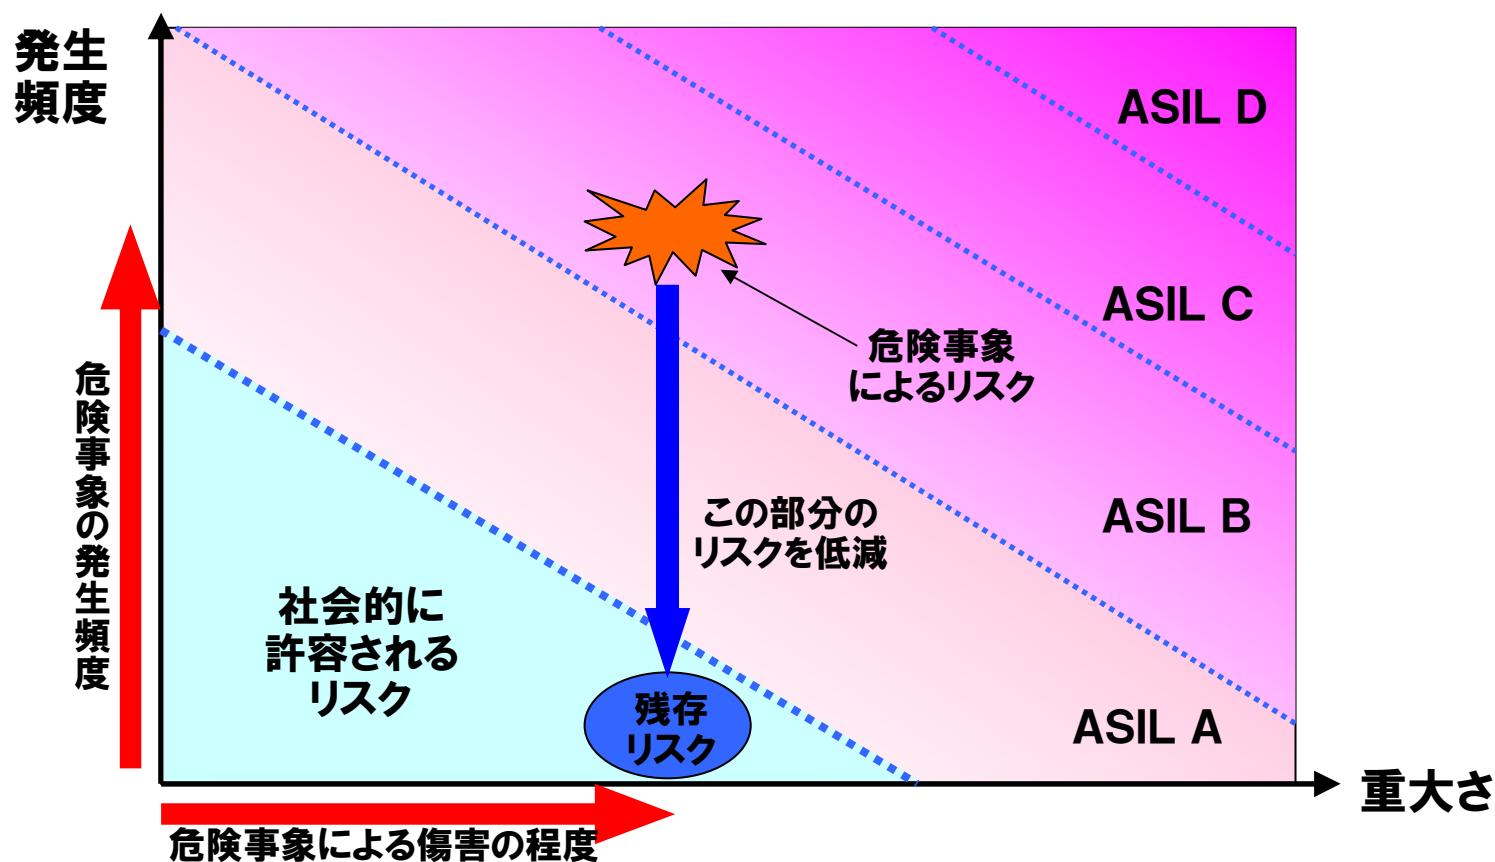 発生
頻度
ASIL D
ASIL C
危険事象
によるリスク
危険事象の発生頻度
この部分の
リスクを低減
ASIL B
社会的に
許容される
リスク
残存
リスク
ASIL A
重大さ
危険事象による傷害の程度